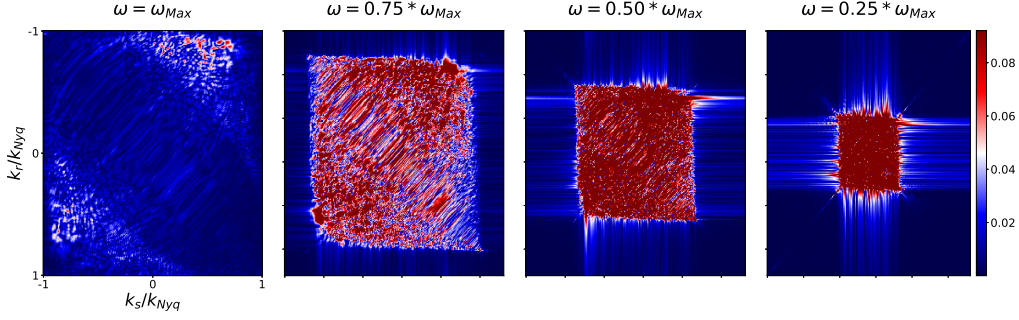 ω = ω_Max
ω = 0.75 * ω_Max
ω = 0.50 * ω_Max
ω = 0.25 * ω_Max
-1
0
1
k_r/k_Nyq
-1
0
1
k_s/k_Nyq
0.08
0.06
0.04
0.02